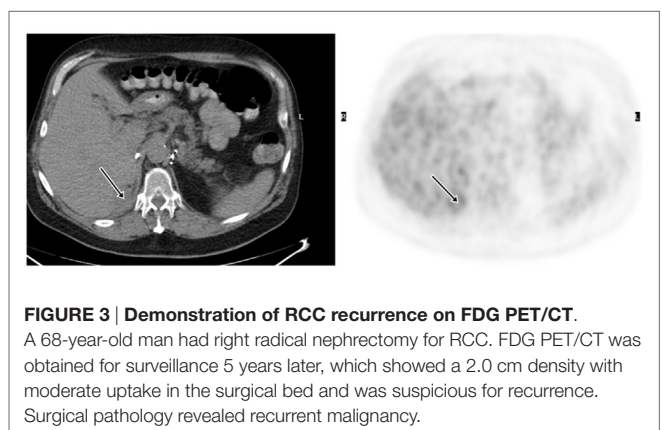 L
FIGURE 3 | Demonstration of RCC recurrence on FDG PET/CT.
A 68-year-old man had right radical nephrectomy for RCC. FDG PET/CT was
obtained for surveillance 5 years later, which showed a 2.0 cm density with
moderate uptake in the surgical bed and was suspicious for recurrence.
Surgical pathology revealed recurrent malignancy.